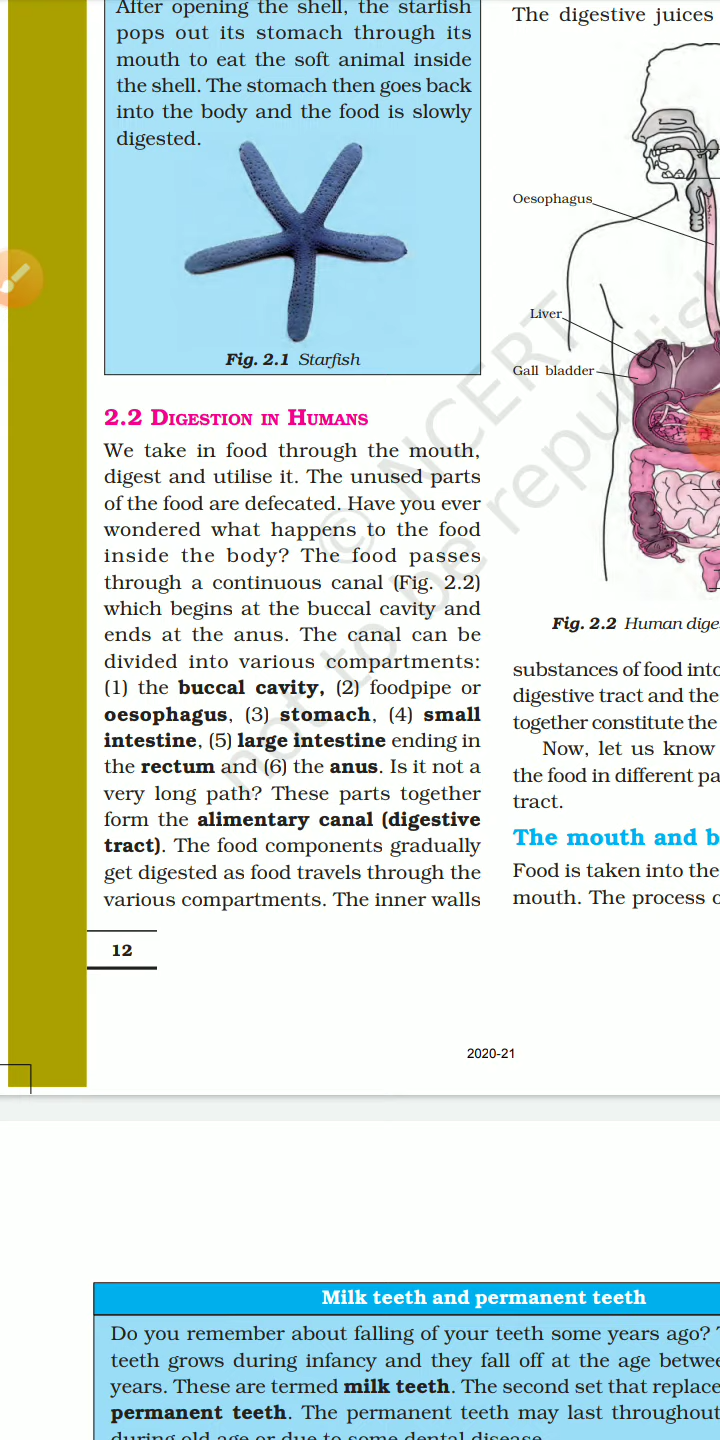 After opening the shell, the starfish
pops out its stomach through its
mouth to eat the soft animal inside
the shell. The stomach then goes back
into the body and the food is slowly
digested.
Fig. 2.1 Starfish
2.2 DIGESTION IN HUMANS
We take in food through the mouth,
digest and utilise it. The unused parts
of the food are defecated. Have you ever
wondered what happens to the food
inside the body? The food passes
through a continuous canal (Fig. 2.2)
which begins at the buccal cavity and
ends at the anus. The canal can be
divided into various compartments:
(1) the buccal cavity, (2) foodpipe or
oesophagus, (3) stomach, (4) small
intestine, (5) large intestine ending in
the rectum and (6) the anus. Is it not a
very long path? These parts together
form the alimentary canal (digestive
tract). The food components gradually
get digested as food travels through the
various compartments. The inner walls
The digestive juices
Oesophagus
Liver
Gall bladder
Fig. 2.2 Human dige
substances of food into
digestive tract and the
together constitute the
Now, let us know
the food in different pa
tract.
The mouth and b
Food is taken into the
mouth. The process o
© NCERT
not to be republish
12
2020-21
Milk teeth and permanent teeth
Do you remember about falling of your teeth some years ago?
teeth grows during infancy and they fall off at the age betwe
years. These are termed milk teeth. The second set that replace
permanent teeth. The permanent teeth may last throughout
during old age or due to some dental disease.